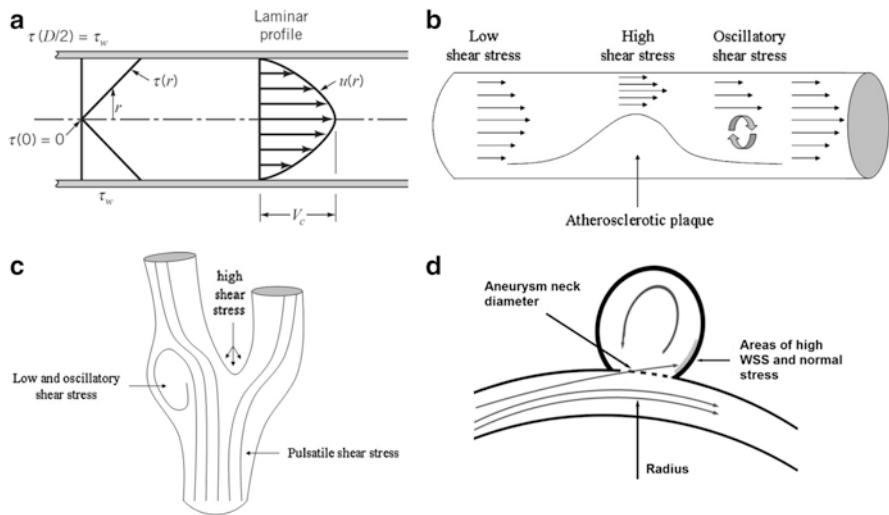 a
Laminar
profile
τ(D/2) = τw
τ(r)
u(r)
r
τ(0) = 0
τw
Vc
b
Low
shear stress
High
shear stress
Oscillatory
shear stress
Atherosclerotic plaque
c
high
shear
stress
Low and oscillatory
shear stress
Pulsatile shear stress
d
Aneurysm neck
diameter
Areas of high
WSS and normal
stress
Radius